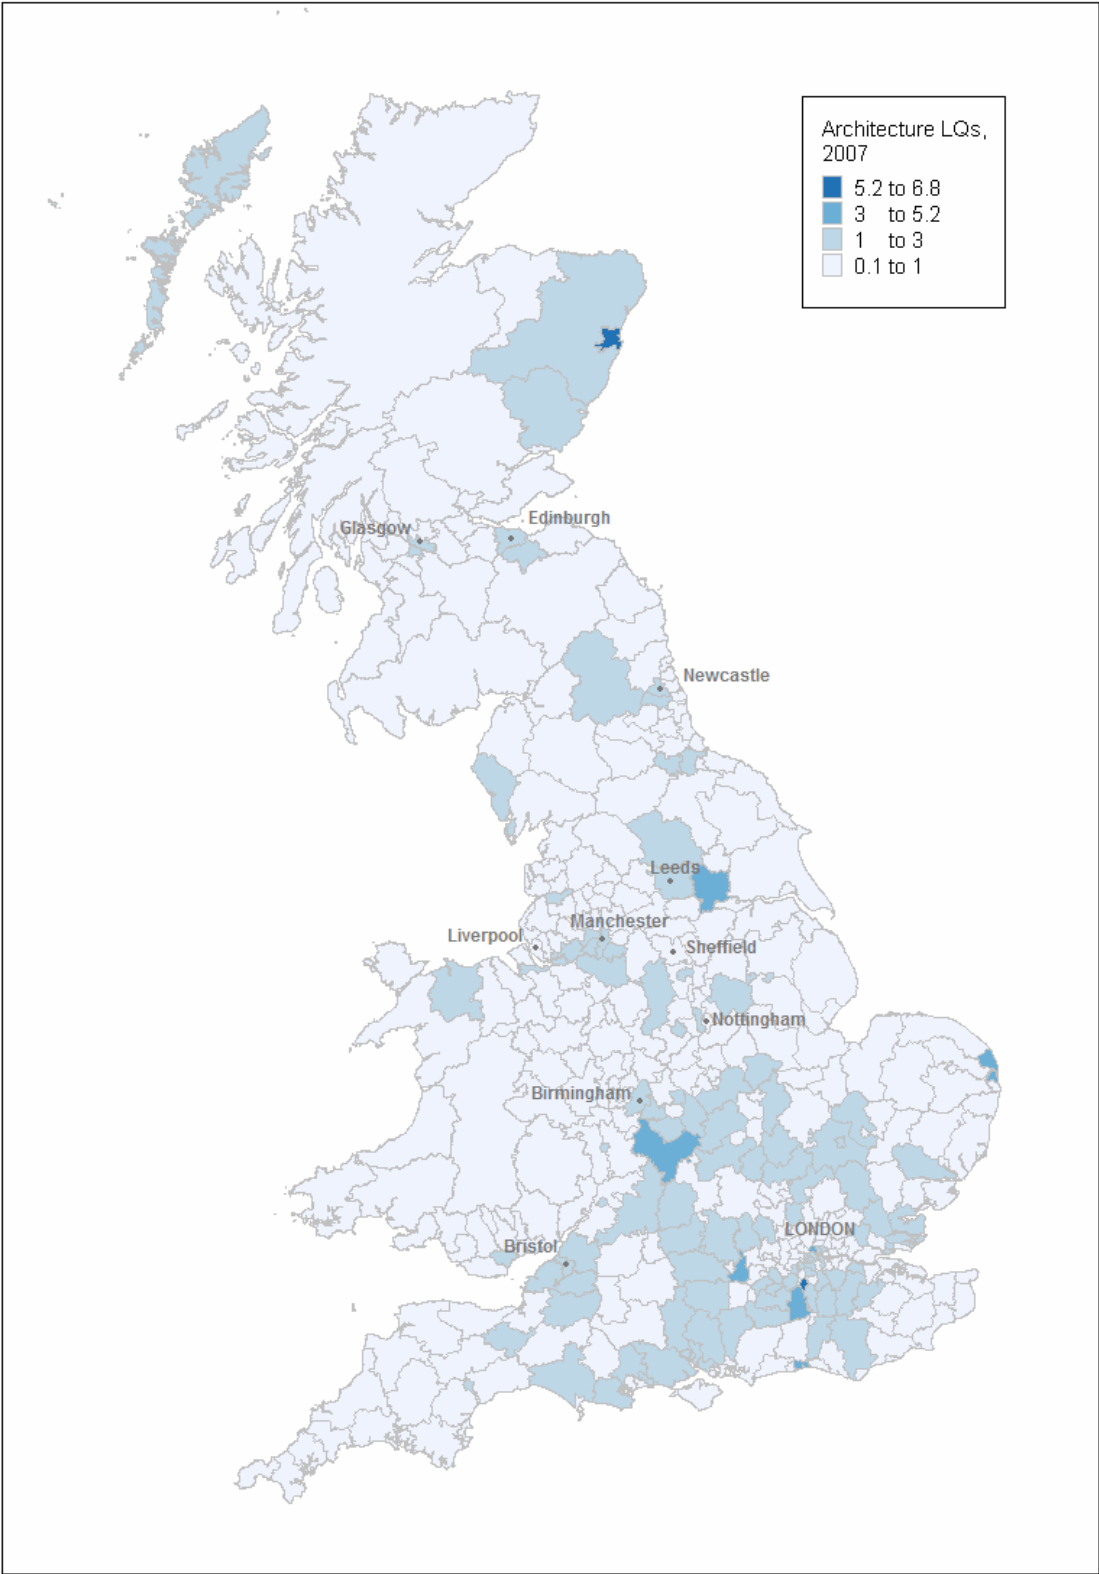 Architecture LQs,
2007
5.2 to 6.8
3 to 5.2
1 to 3
0.1 to 1
Edinburgh
Glasgow
Newcastle
Leeds
Manchester
Liverpool
Sheffield
Nottingham
Birmingham
LONDON
Bristol